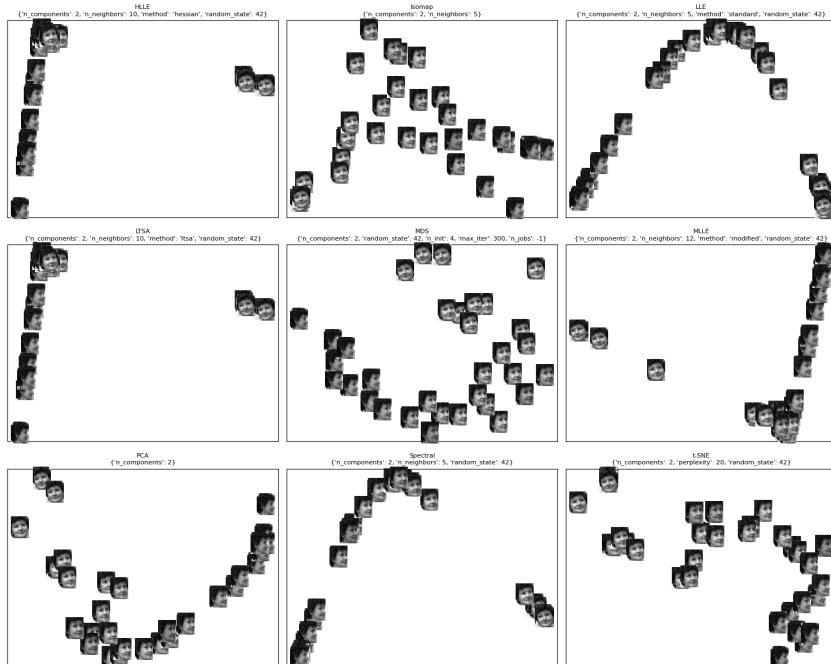 HLLE
{'n_components': 2, 'n_neighbors': 10, 'method': 'hessian', 'random_state': 42}
Isomap
{'n_components': 2, 'n_neighbors': 5}
LLE
{'n_components': 2, 'n_neighbors': 5, 'method': 'standard', 'random_state': 42}
LTSA
{'n_components': 2, 'n_neighbors': 10, 'method': 'ltsa', 'random_state': 42}
MDS
{'n_components': 2, 'random_state': 42, 'n_init': 4, 'max_iter': 300, 'n_jobs': -1}
MLLE
{'n_components': 2, 'n_neighbors': 12, 'method': 'modified', 'random_state': 42}
PCA
{'n_components': 2}
Spectral
{'n_components': 2, 'n_neighbors': 5, 'random_state': 42}
t-SNE
{'n_components': 2, 'perplexity': 20, 'random_state': 42}